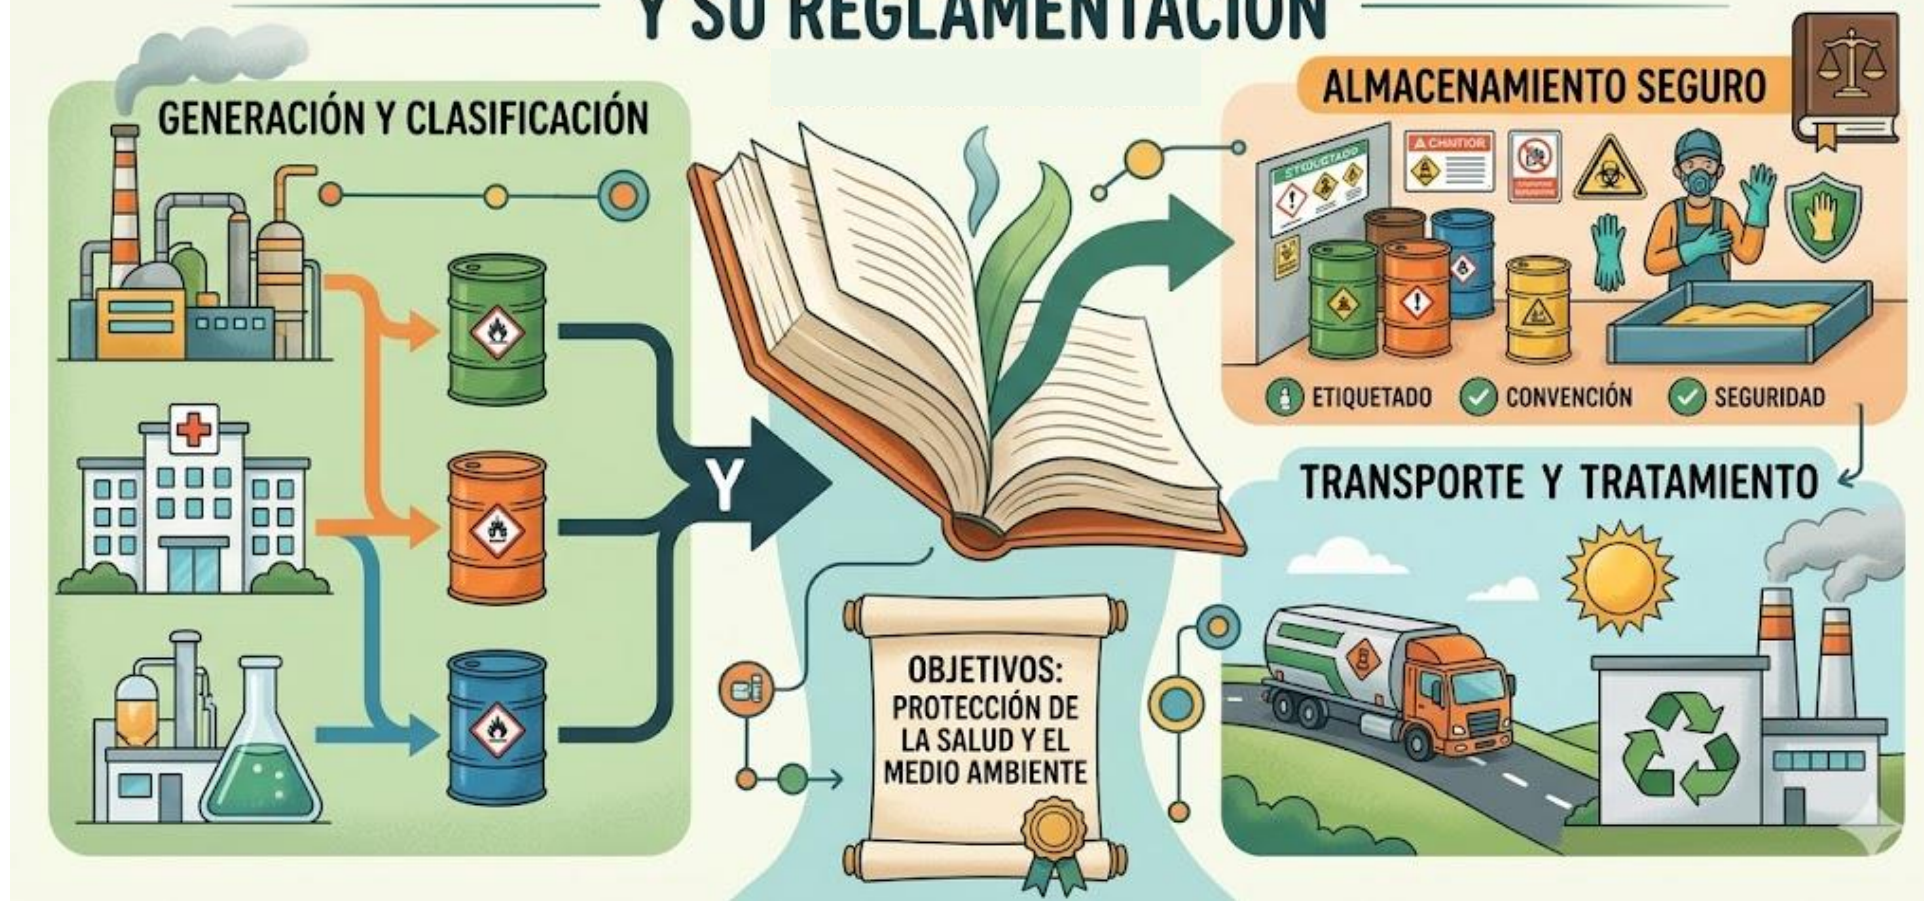 Y SU REGLAMENTACIÓN
GENERACIÓN Y CLASIFICACIÓN
Y
ALMACENAMIENTO SEGURO
ETIQUETADO
CONVENCIÓN
SEGURIDAD
TRANSPORTE Y TRATAMIENTO
OBJETIVOS:
PROTECCIÓN DE
LA SALUD Y EL
MEDIO AMBIENTE